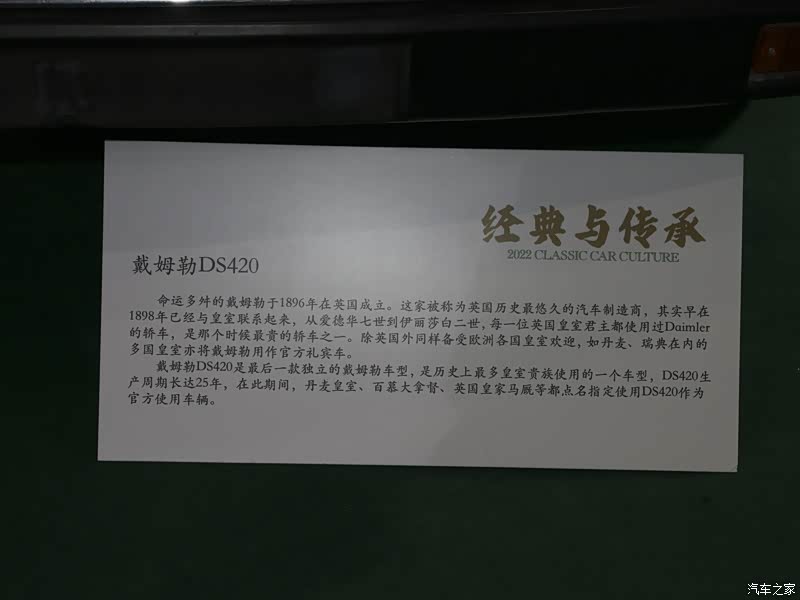 经典与传承
2022 CLASSIC CAR CULTURE
戴姆勒DS420
命运多舛的戴姆勒于1896年在英国成立。这家被称为英国历史最悠久的汽车制造商，其实早在
1898年已经与皇室联系起来，从爱德华七世到伊丽莎白二世，每一位英国皇室君主都使用过Daimler
的轿车，是那个时候最贵的轿车之一。除英国外同样备受欧洲各国皇室欢迎，如丹麦、瑞典在内的
多国皇室亦将戴姆勒用作官方礼宾车。
戴姆勒DS420是最后一款独立的戴姆勒车型，是历史上最多皇室贵族使用的一个车型，DS420生
产周期长达25年，在此期间，丹麦皇室、百慕大拿督、英国皇家马厩等都点名指定使用DS420作为
官方使用车辆。
汽车之家